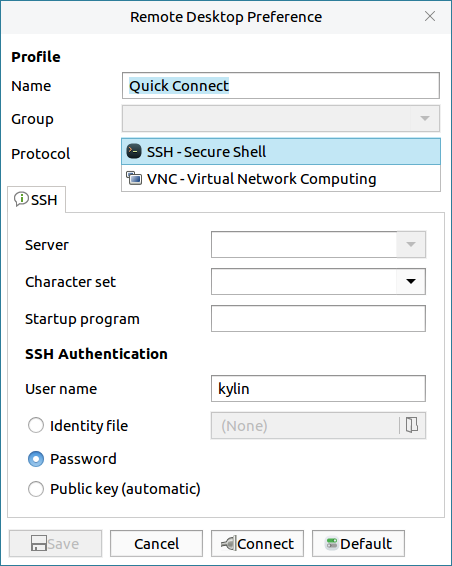 Remote Desktop Preference
Profile
Name Quick Connect
Group
Protocol SSH - Secure Shell
VNC - Virtual Network Computing
SSH
Server
Character set
Startup program
SSH Authentication
User name kylin
Identity file (None)
Password
Public key (automatic)
Save Cancel Connect Default